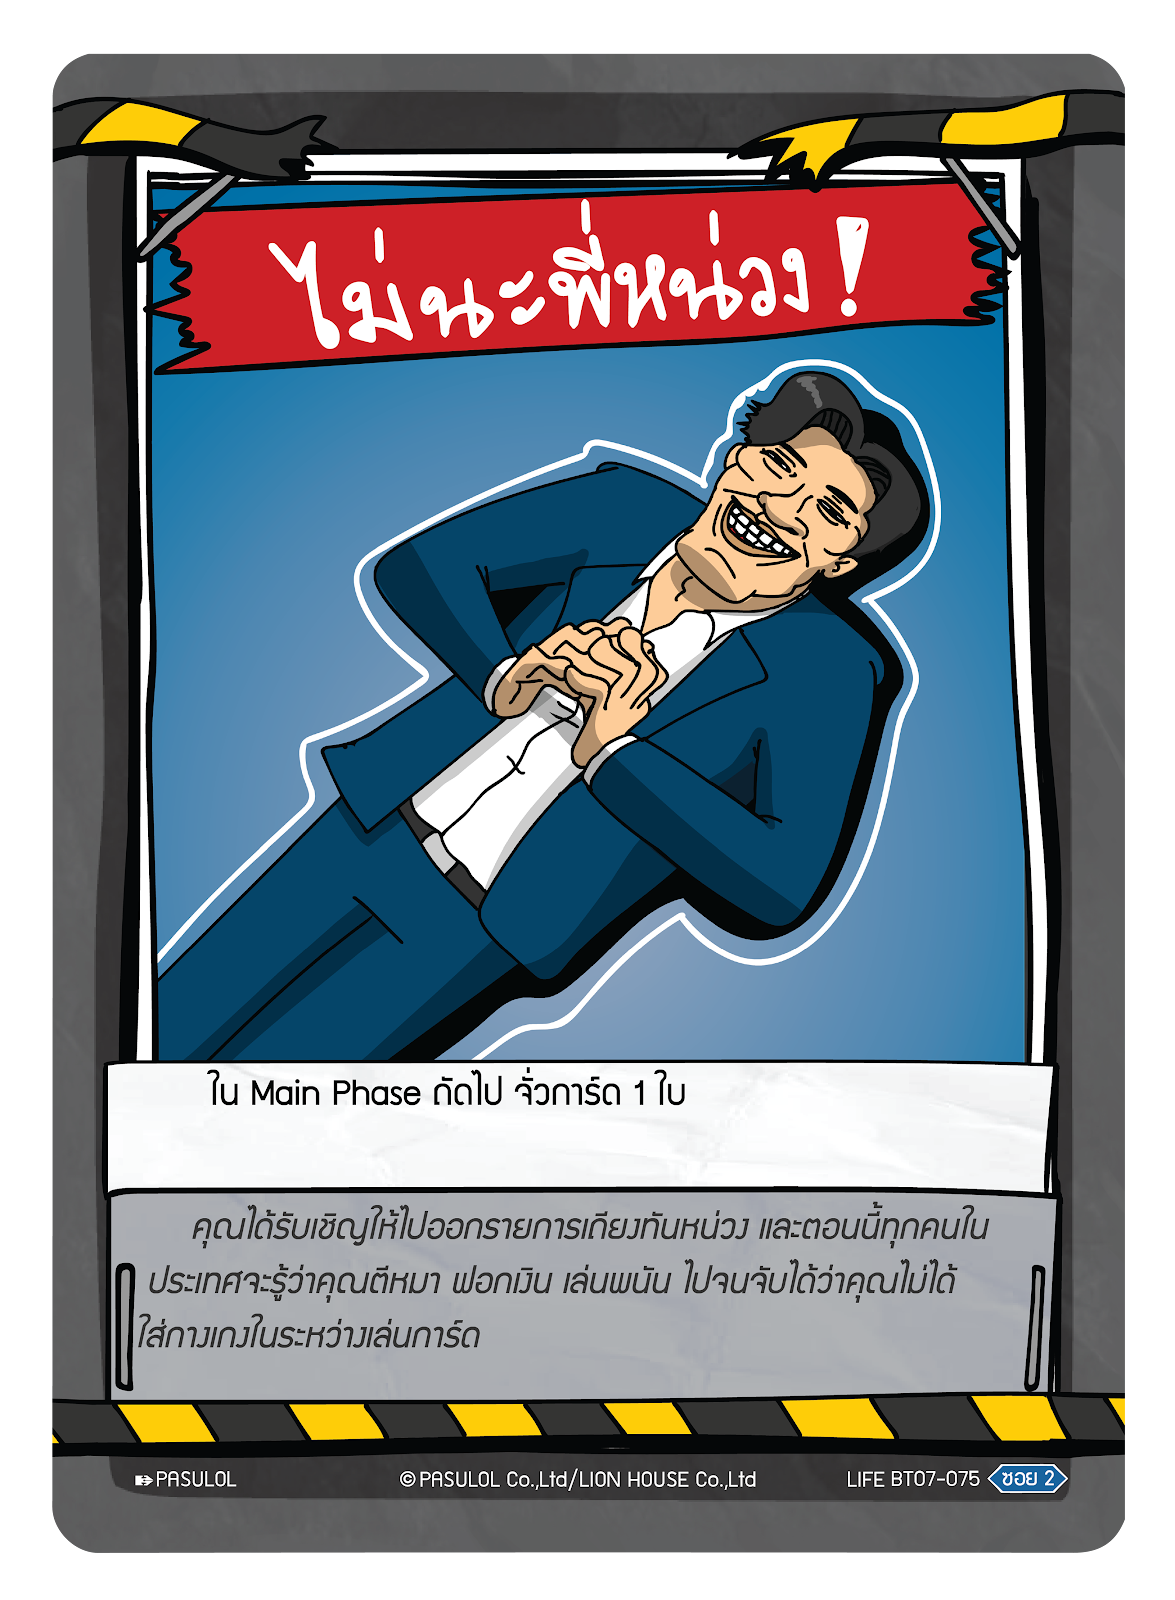 ไม่นะพี่หน่วง!
ใน Main Phase ถัดไป จั่วการ์ด 1 ใบ
คุณได้รับเชิญให้ไปออกรายการเถียงทันหน่วง และตอนนี้ทุกคนใน
ประเทศจะรู้ว่าคุณตีหมา ฟอกเงิน เล่นพนัน ไปจนจับได้ว่าคุณไม่ได้
ใส่กางเกงในระหว่างเล่นการ์ด
PASULOL
©PASULOL Co.,Ltd/LION HOUSE Co.,Ltd
LIFE BT07-075 ซอย 2